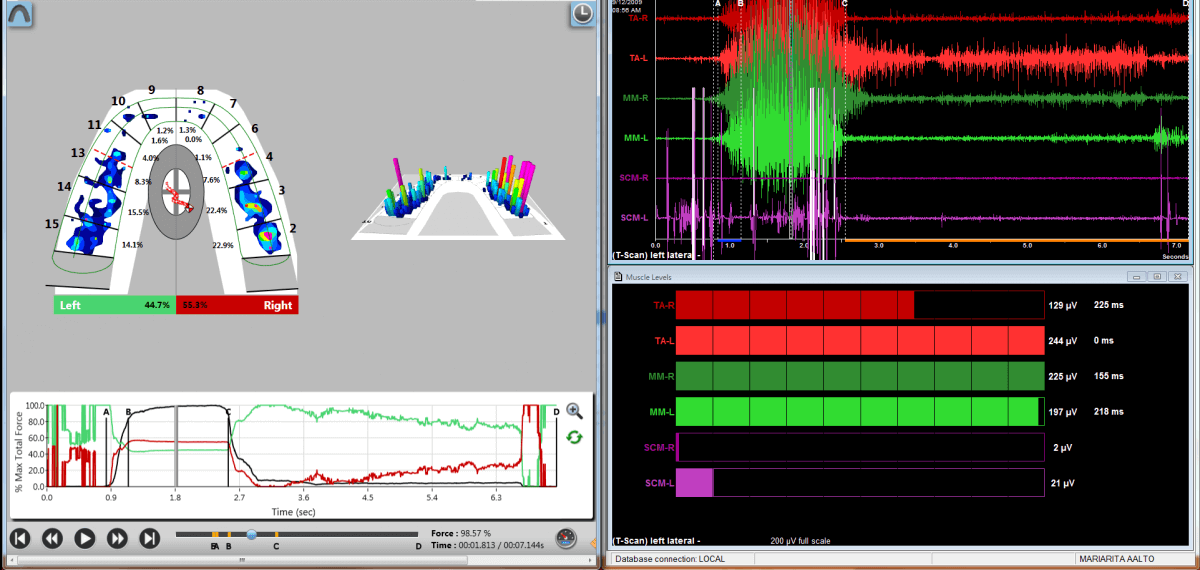 9
8
10
7
11
6
1.2%
1.3%
1.6%
0.0%
13
4
4.0%
1.1%
14
8.3%
7.6%
3
15.5%
22.4%
15
2
14.1%
22.9%
Left
44.7%
55.3%
Right
% Max Total Force
100.0
80.0
60.0
40.0
20.0
0.0
A
B
C
D
0.0
0.9
1.8
2.7
3.6
4.5
5.4
6.3
Time (sec)
B A
B
C
D
Force : 98.57 %
Time : 00:01.813 / 00:07.144s
9/12/2009
08:56 AM
A
B
C
D
TA-R
TA-L
MM-R
MM-L
SCM-R
SCM-L
0.0
1.0
2.0
3.0
4.0
5.0
6.0
7.0
(T-Scan) left lateral -
Seconds
Muscle Levels
TA-R 129 µV 225 ms
TA-L 244 µV 0 ms
MM-R 225 µV 155 ms
MM-L 197 µV 218 ms
SCM-R 2 µV
SCM-L 21 µV
(T-Scan) left lateral -
200 µV full scale
Database connection: LOCAL
MARIARITA AALTO